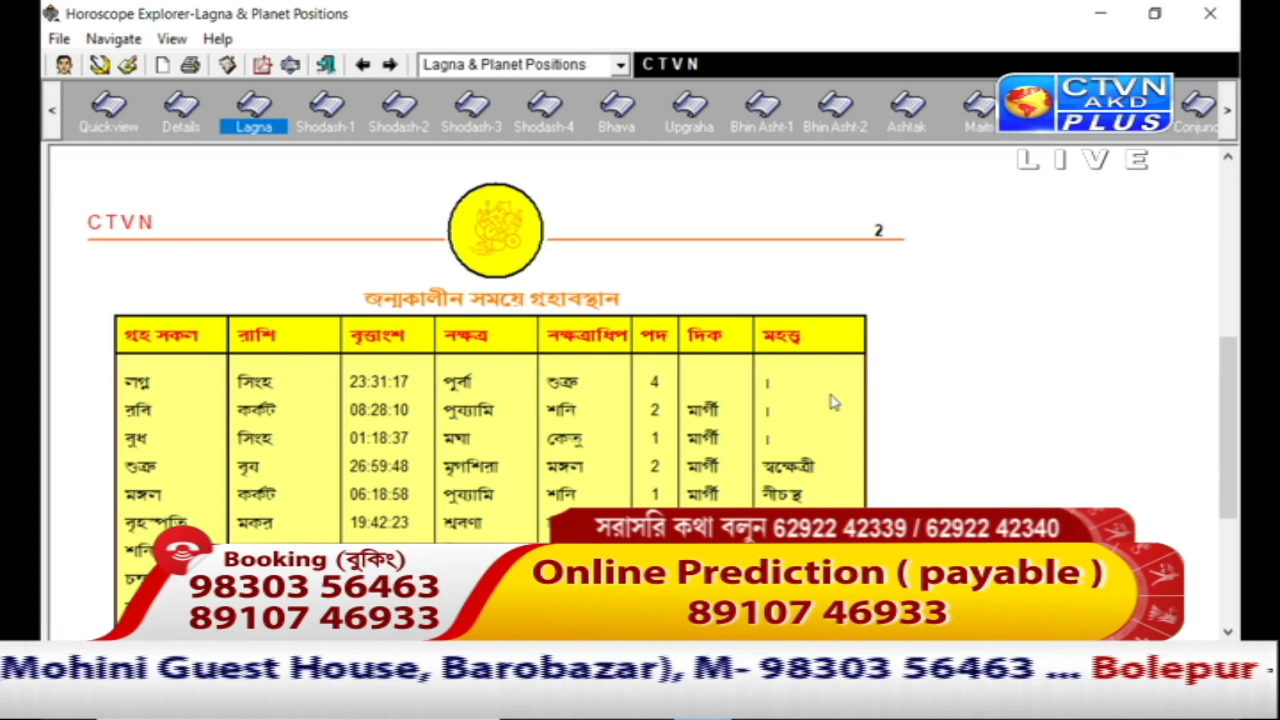 Horoscope Explorer-Lagna & Planet Positions
File Navigate View Help
Lagna & Planet Positions CTVN
Quickview Details Lagna Shodash-1 Shodash-2 Shodash-3 Shodash-4 Bhava Upgraha Bhin Asht-1 Bhin Asht-2 Ashtak
CTVN
AKD
PLUS
LIVE
CTVN
2
জন্মকালীন সময়ে গৃহাবস্থান
গ্রহ সকল রাশি বৃত্তাংশ নক্ষত্র নক্ষত্রাধিপ পদ দিক মহত্ত্ব
লগ্ন সিংহ 23:31:17 পুর্বা শুক্র 4 ।
রবি কর্কট 08:28:10 পুয্যামি শনি 2 মার্গী ।
বুধ সিংহ 01:18:37 মঘা কেতু 1 মার্গী ।
শুক্র বৃয 26:59:48 মৃগশিরা মঙ্গল 2 মার্গী স্বক্ষেত্রী
মঙ্গল কর্কট 06:18:58 পুয্যামি শনি 1 মার্গী নীচস্থ
বৃহস্পতি মকর 19:42:23 শ্রবণা
শনি
সরাসরি কথা বলুন 62922 42339 / 62922 42340
Booking (বুকিং)
98303 56463
89107 46933
Online Prediction ( payable )
89107 46933
Mohini Guest House, Barobazar), M- 98303 56463 ... Bolepur -